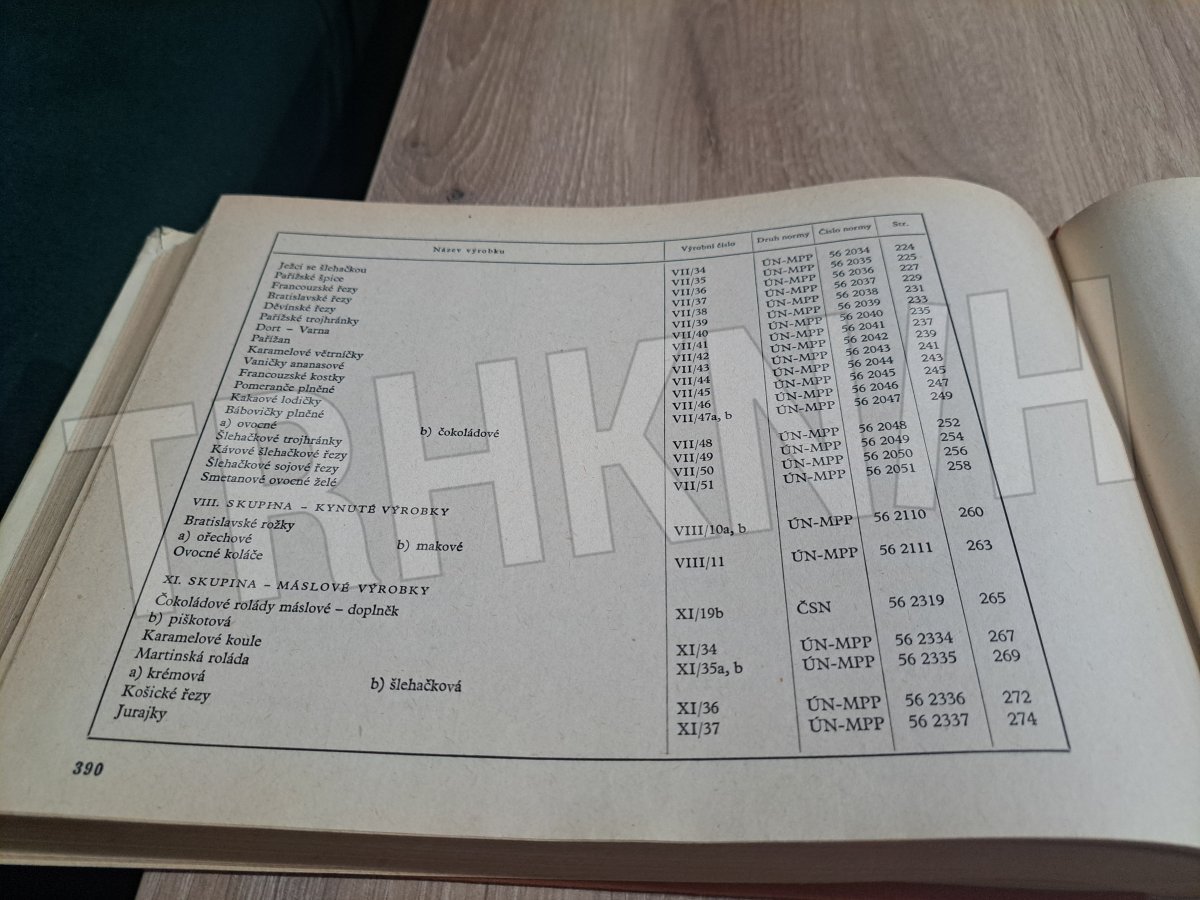 Název výrobku Výrobní číslo Druh normy Číslo normy Str.
Ježci se šlehačkou VII/34 ÚN-MPP 56 2034 224
Pařížské špice VII/35 ÚN-MPP 56 2035 225
Francouzské řezy VII/36 ÚN-MPP 56 2036 227
Bratislavské řezy VII/37 ÚN-MPP 56 2037 229
Děvínské řezy VII/38 ÚN-MPP 56 2038 231
Pařížské trojhránky VII/39 ÚN-MPP 56 2039 233
Dort – Varna VII/40 ÚN-MPP 56 2040 235
Pařížan VII/41 ÚN-MPP 56 2041 237
Karamelové větrníčky VII/42 ÚN-MPP 56 2042 239
Vaničky ananasové VII/43 ÚN-MPP 56 2043 241
Francouzské kostky VII/44 ÚN-MPP 56 2044 243
Pomeranče plněné VII/45 ÚN-MPP 56 2045 245
Kakaové lodičky VII/46 ÚN-MPP 56 2046 247
Bábovičky plněné VII/47a, b ÚN-MPP 56 2047 249
a) ovocné b) čokoládové
Šlehačkové trojhránky VII/48 ÚN-MPP 56 2048 252
Kávové šlehačkové řezy VII/49 ÚN-MPP 56 2049 254
Šlehačkové sojové řezy VII/50 ÚN-MPP 56 2050 256
Smetanové ovocné želé VII/51 ÚN-MPP 56 2051 258
VIII. SKUPINA – KYNUTÉ VÝROBKY
Bratislavské rožky VIII/10a, b ÚN-MPP 56 2110 260
a) ořechové b) makové
Ovocné koláče VIII/11 ÚN-MPP 56 2111 263
XI. SKUPINA – MÁSLOVÉ VÝROBKY
Čokoládové rolády máslové – doplněk XI/19b ČSN 56 2319 265
b) piškotová
Karamelové koule XI/34 ÚN-MPP 56 2334 267
Martinská roláda XI/35a, b ÚN-MPP 56 2335 269
a) krémová b) šlehačková
Košické řezy XI/36 ÚN-MPP 56 2336 272
Jurajky XI/37 ÚN-MPP 56 2337 274
390